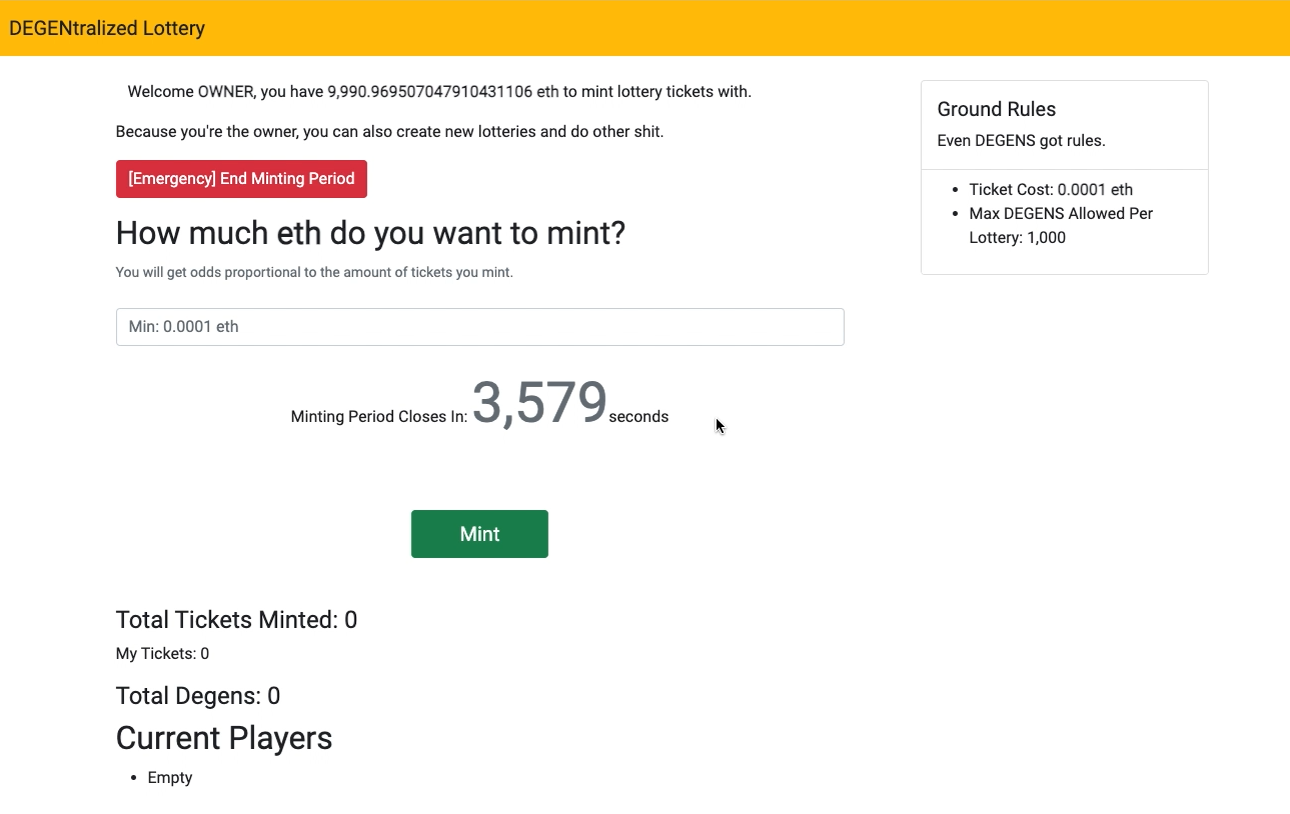 DEGENtralized Lottery
Welcome OWNER, you have 9,990.969507047910431106 eth to mint lottery tickets with.
Because you're the owner, you can also create new lotteries and do other shit.
[Emergency] End Minting Period
How much eth do you want to mint?
You will get odds proportional to the amount of tickets you mint.
Min: 0.0001 eth
Minting Period Closes In: 3,579 seconds
Mint
Total Tickets Minted: 0
My Tickets: 0
Total Degens: 0
Current Players
• Empty
Ground Rules
Even DEGENS got rules.
• Ticket Cost: 0.0001 eth
• Max DEGENS Allowed Per
Lottery: 1,000